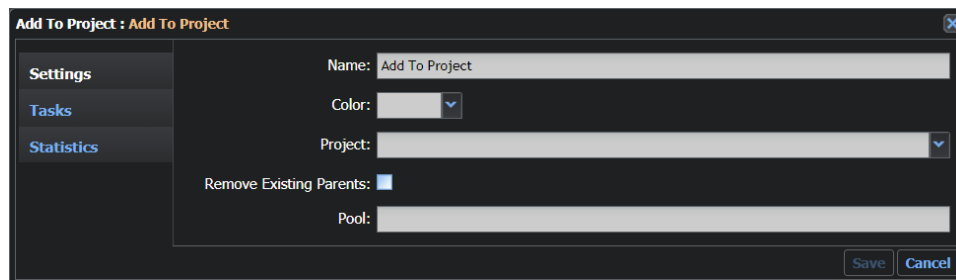 Add To Project : Add To Project
Settings
Tasks
Statistics
Name: Add To Project
Color:
Project:
Remove Existing Parents:
Pool:
Save Cancel